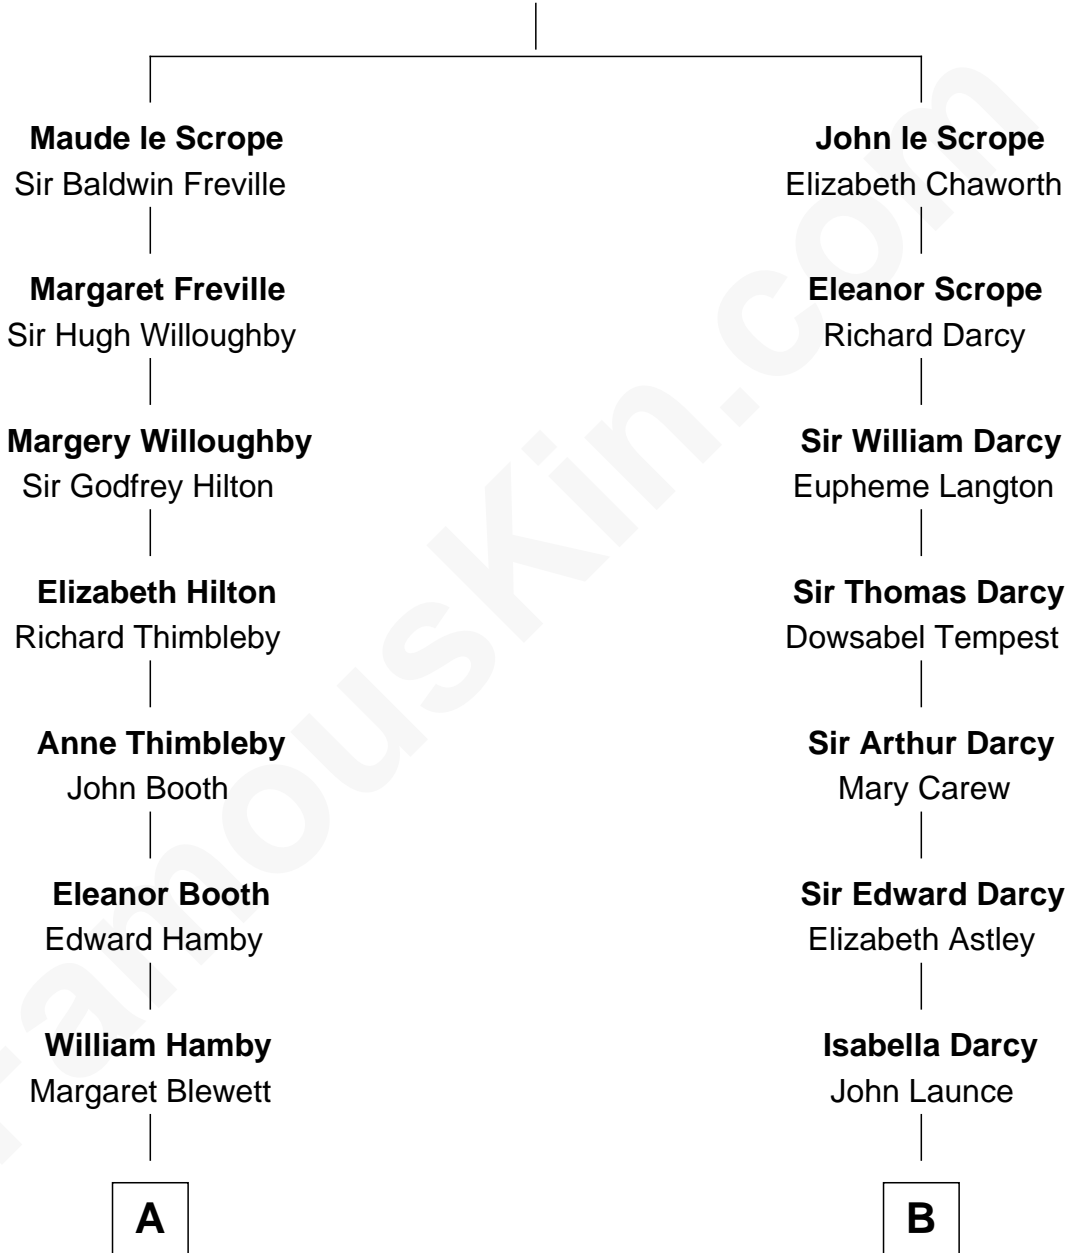 Maude le Scrope
Sir Baldwin Freville
Margaret Freville
Sir Hugh Willoughby
Margery Willoughby
Sir Godfrey Hilton
Elizabeth Hilton
Richard Thimbleby
Anne Thimbleby
John Booth
Eleanor Booth
Edward Hamby
William Hamby
Margaret Blewett
A
John le Scrope
Elizabeth Chaworth
Eleanor Scrope
Richard Darcy
Sir William Darcy
Eupheme Langton
Sir Thomas Darcy
Dowsabel Tempest
Sir Arthur Darcy
Mary Carew
Sir Edward Darcy
Elizabeth Astley
Isabella Darcy
John Launce
B
FamousKin.com